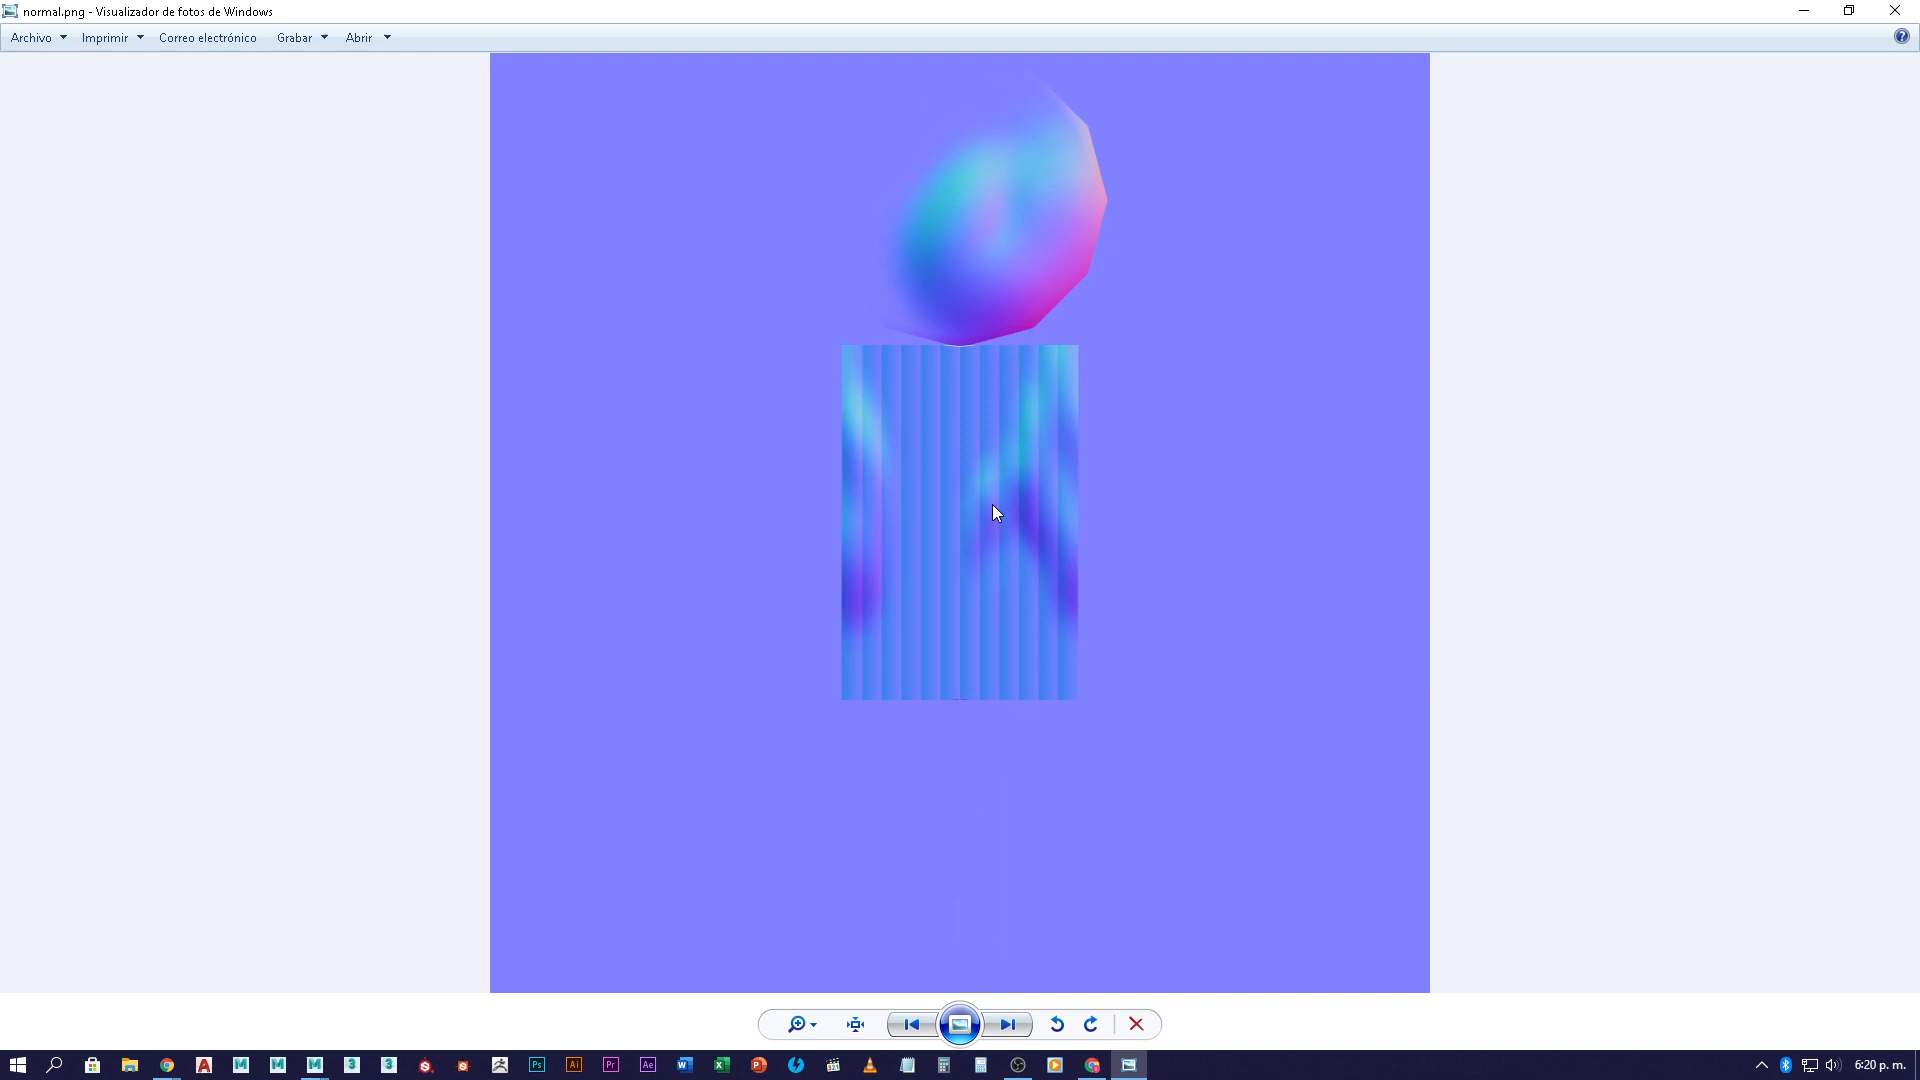 normal.png - Visualizador de fotos de Windows
Archivo Imprimir Correo electrónico Grabar Abrir
6:20 p. m.